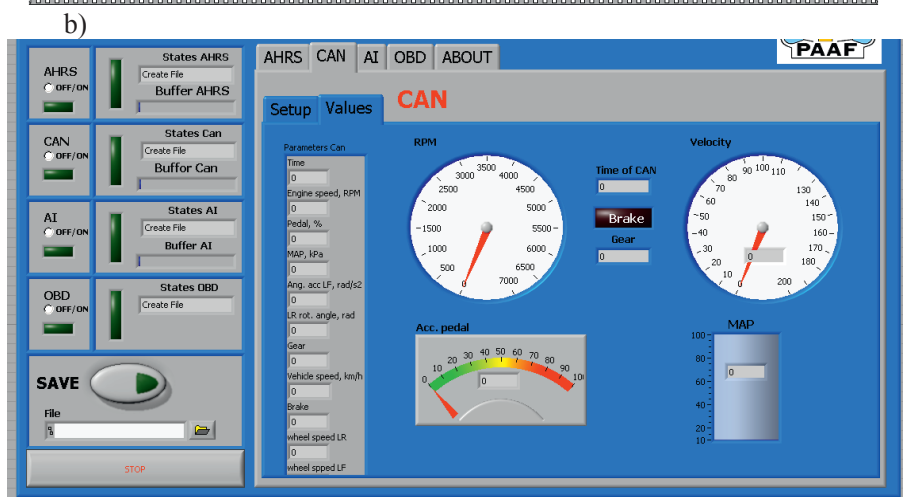 b)
PAAF
AHRS
OFF/ON
States AHRS
Create File
Buffer AHRS
CAN
OFF/ON
States Can
Create File
Buffor Can
AI
OFF/ON
States AI
Create File
Buffer AI
OBD
OFF/ON
States OBD
Create File
SAVE
File
STOP
AHRS CAN AI OBD ABOUT
Setup Values CAN
Parameters Can
Time
0
Engine speed, RPM
0
Pedal, %
0
MAP, kPa
0
Ang. acc LF, rad/s2
0
LR rot. angle, rad
0
Gear
0
Vehicle speed, km/h
0
Brake
0
wheel speed LR
0
wheel spped LF
RPM
0 500 1000 1500 2000 2500 3000 3500 4000 4500 5000 5500 6000 6500 7000
Time of CAN
0
Brake
Gear
0
Velocity
0 10 20 30 40 50 60 70 80 90 100 110 130 140 150 160 170 180 200
0
Acc. pedal
0 10 20 30 40 50 60 70 80 90 10
0
MAP
100
80
60
40
20
10
0